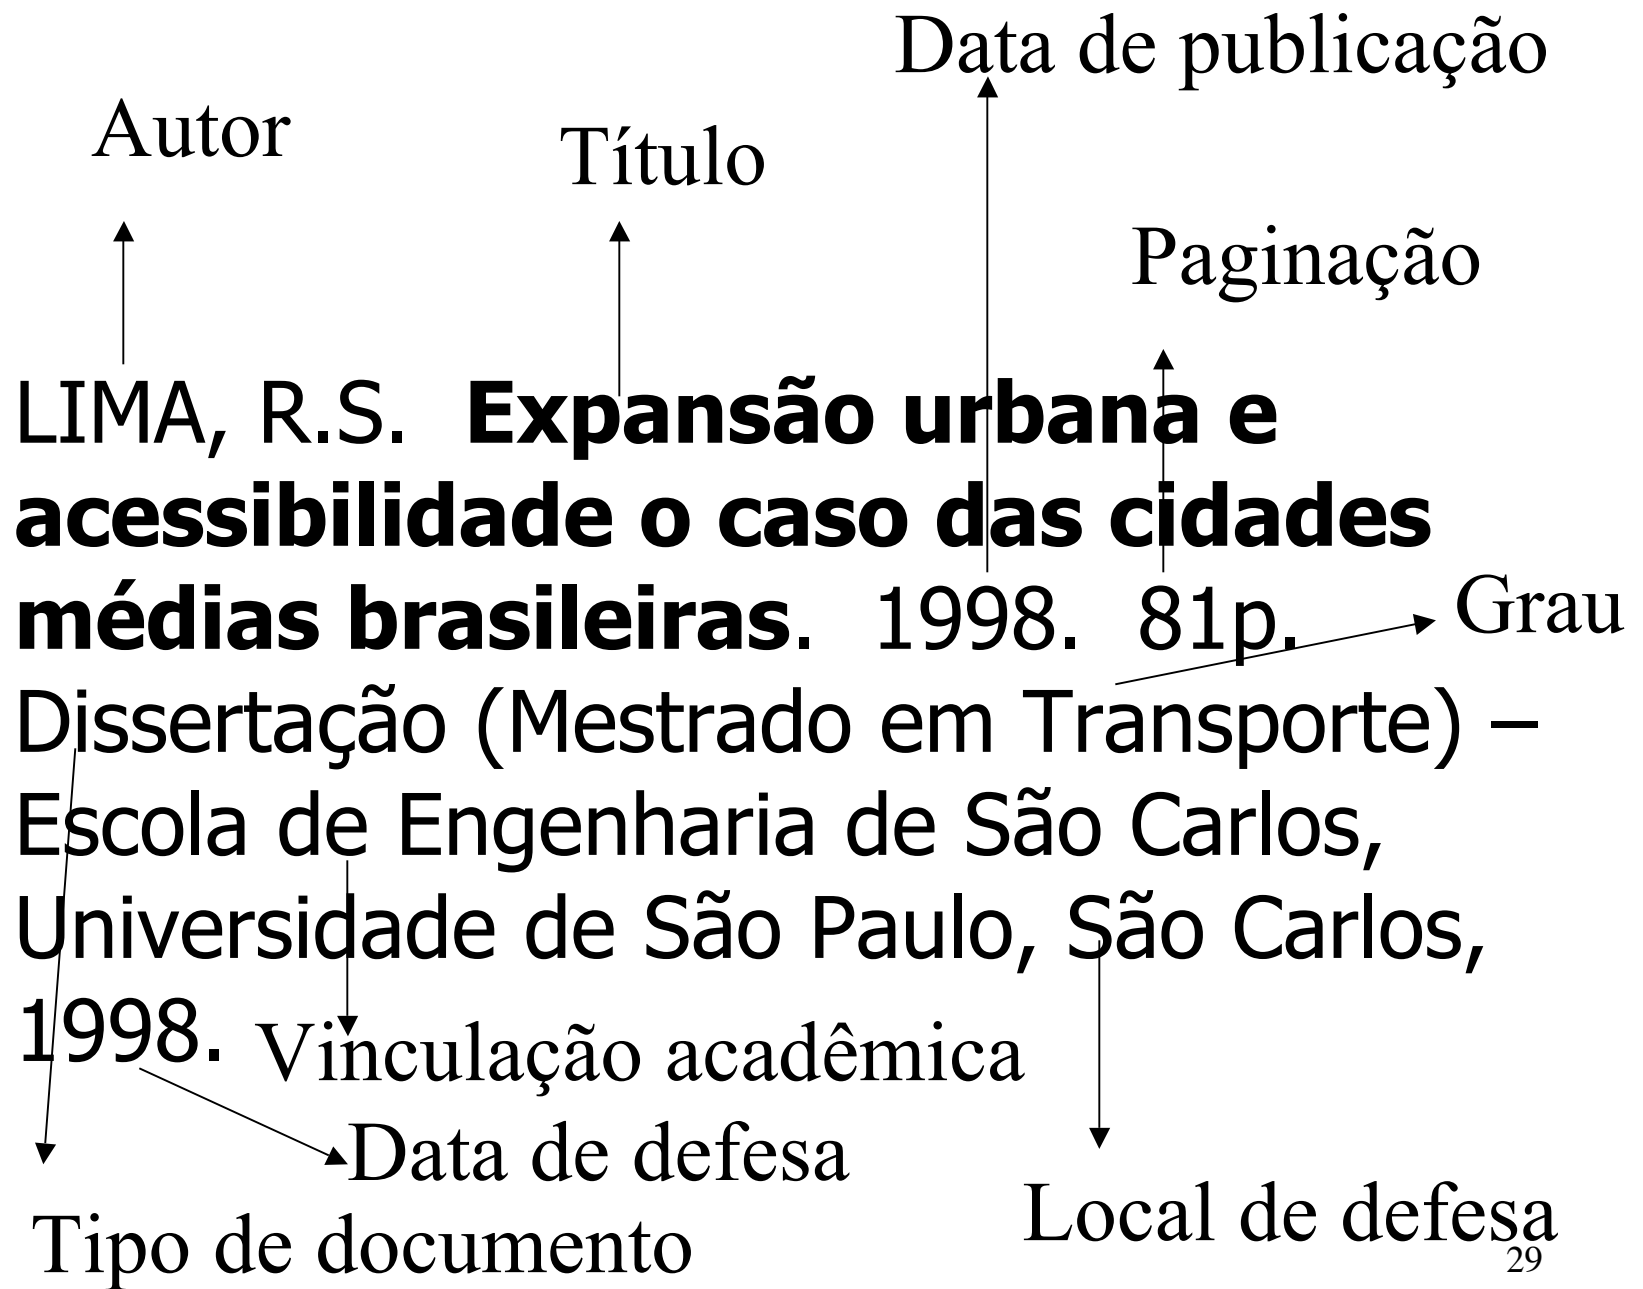 Data de publicação
Autor
Título
Paginação
LIMA, R.S. Expansão urbana e
acessibilidade o caso das cidades
médias brasileiras. 1998. 81p.
Grau
Dissertação (Mestrado em Transporte) –
Escola de Engenharia de São Carlos,
Universidade de São Paulo, São Carlos,
1998.
Vinculação acadêmica
Data de defesa
Local de defesa
Tipo de documento
29